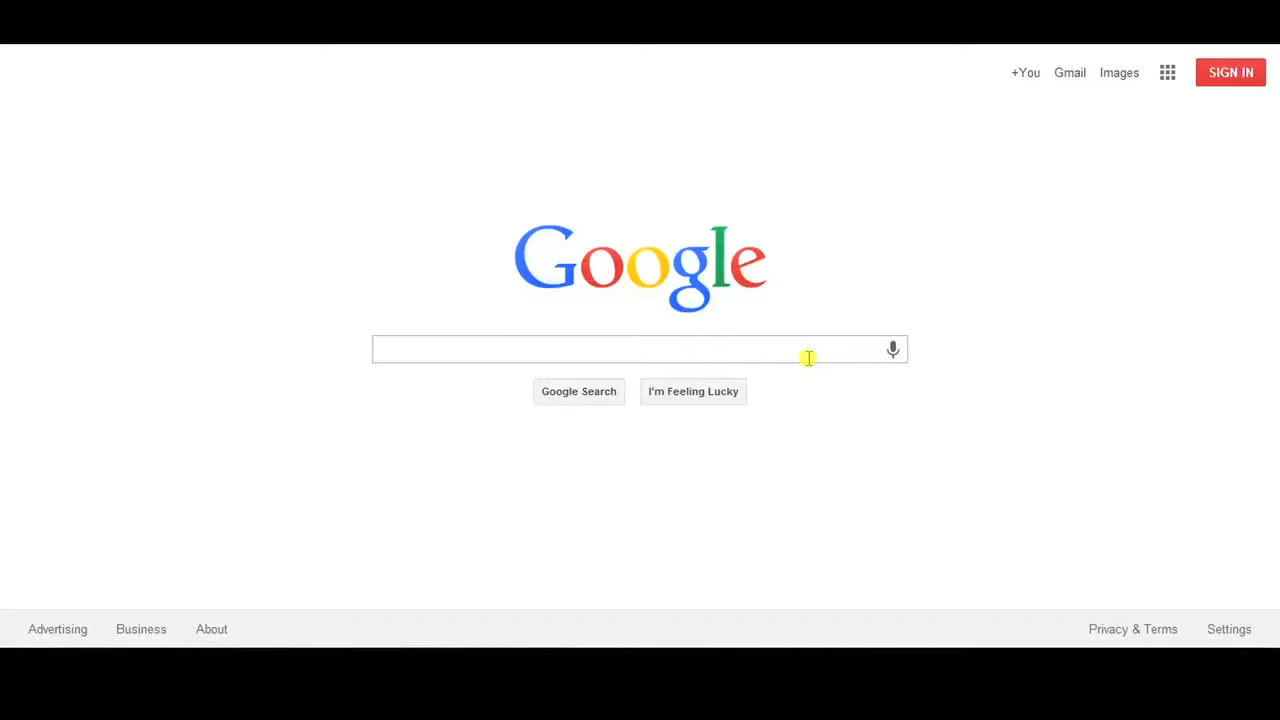 +You Gmail Images SIGN IN
Google
Google Search I'm Feeling Lucky
Advertising Business About Privacy & Terms Settings